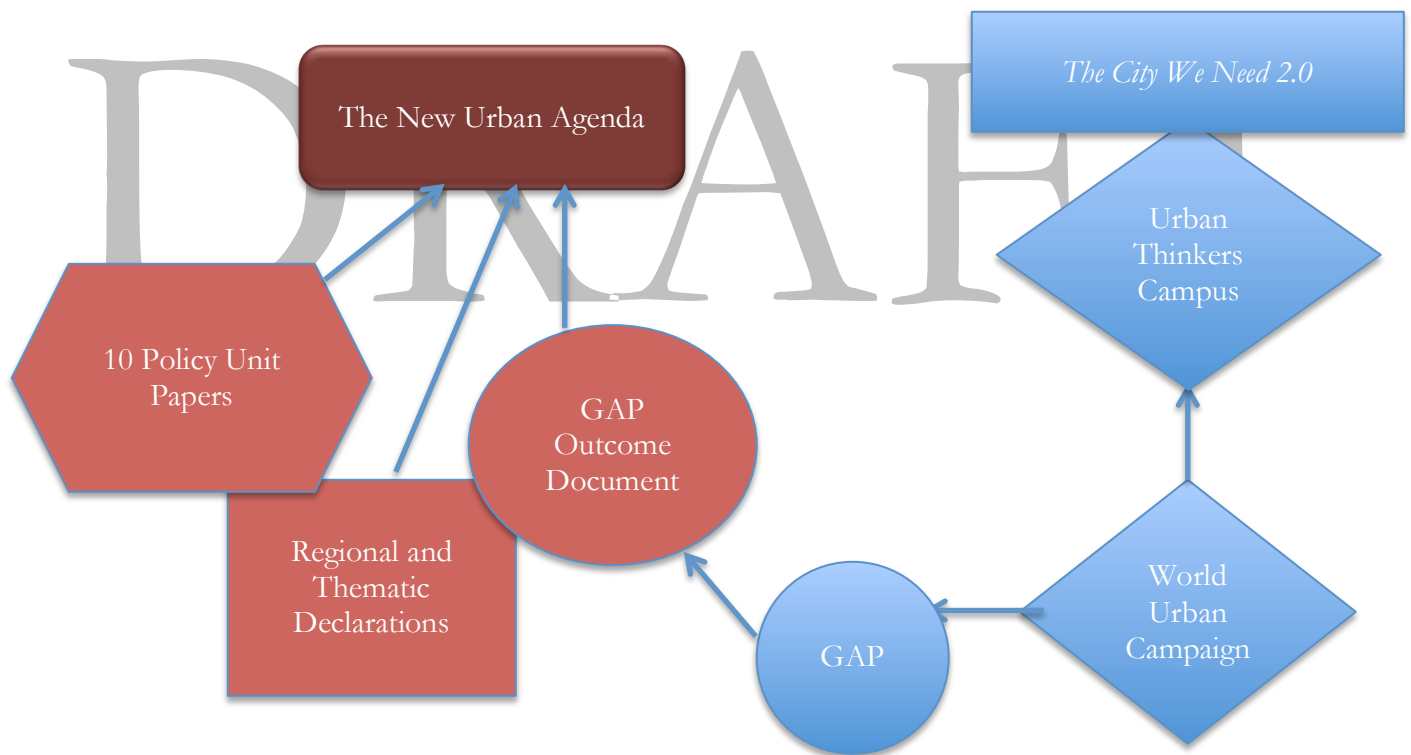 DRAFT
The New Urban Agenda
The City We Need 2.0
Urban
Thinkers
Campus
10 Policy Unit
Papers
GAP
Outcome
Document
Regional and
Thematic
Declarations
GAP
World
Urban
Campaign